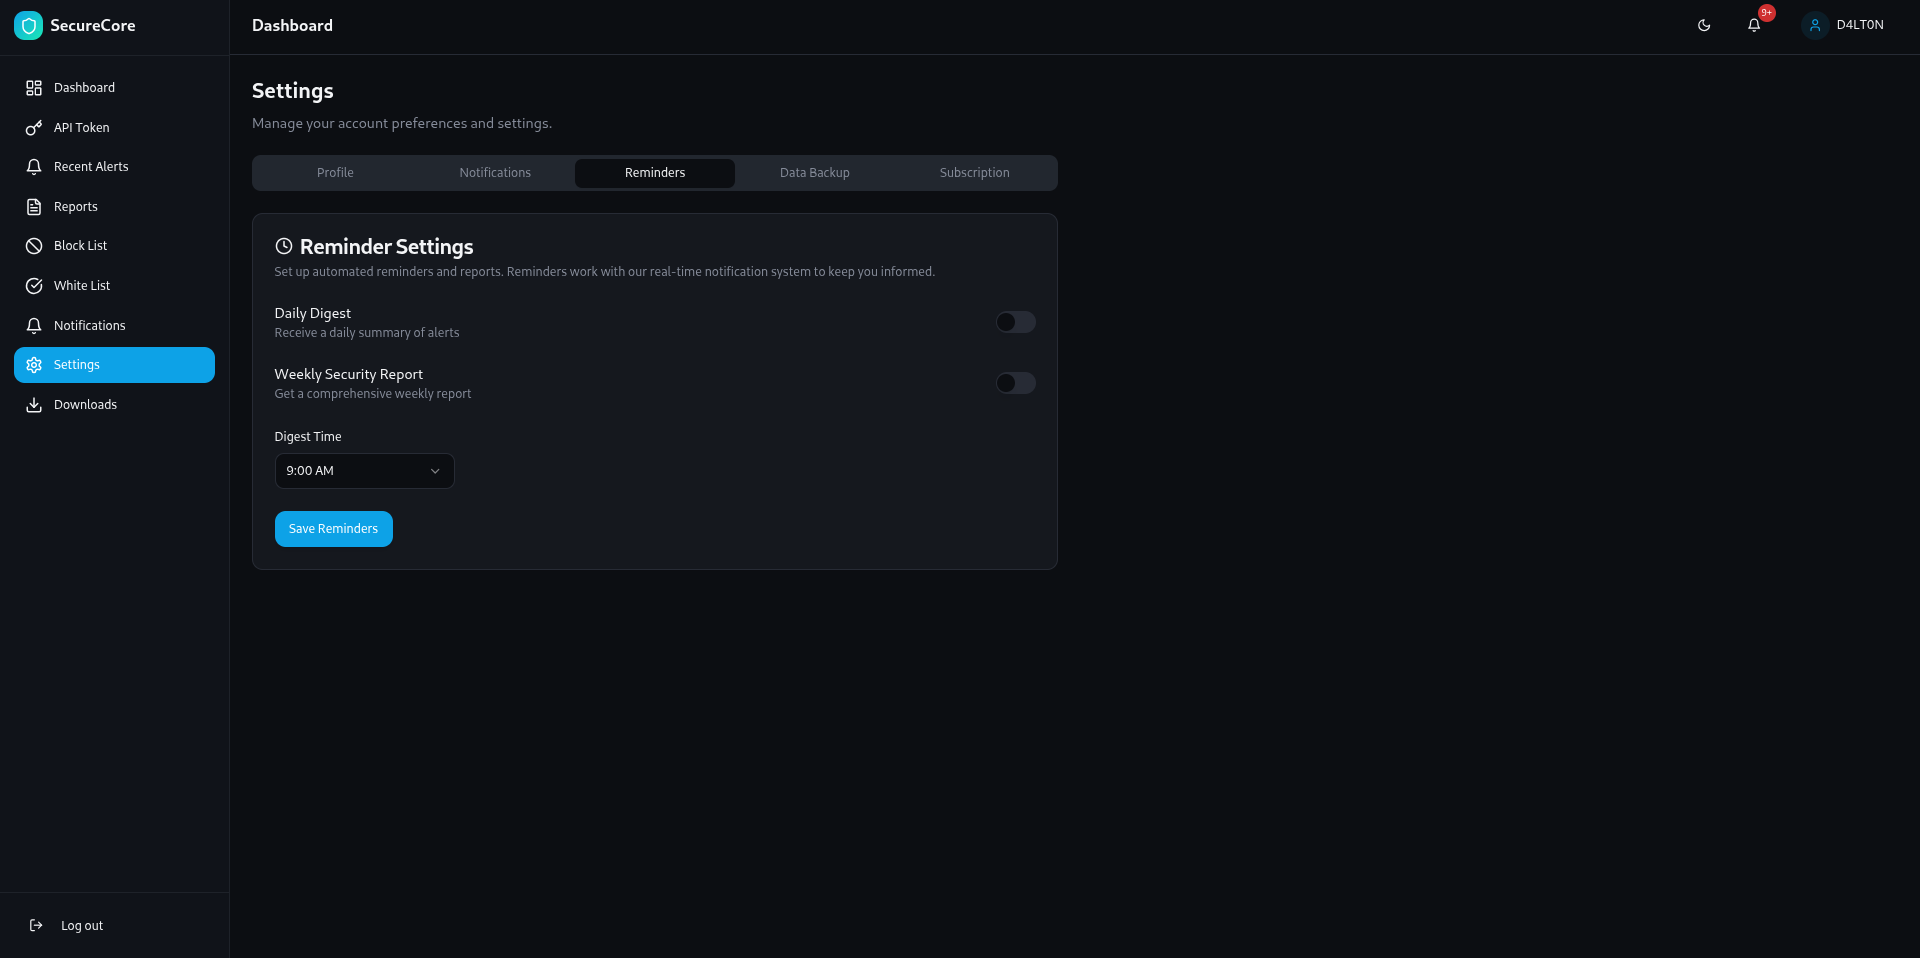 SecureCore
Dashboard
9+
D4LT0N
Dashboard
API Token
Recent Alerts
Reports
Block List
White List
Notifications
Settings
Downloads
Log out
Settings
Manage your account preferences and settings.
Profile
Notifications
Reminders
Data Backup
Subscription
Reminder Settings
Set up automated reminders and reports. Reminders work with our real-time notification system to keep you informed.
Daily Digest
Receive a daily summary of alerts
Weekly Security Report
Get a comprehensive weekly report
Digest Time
9:00 AM
Save Reminders